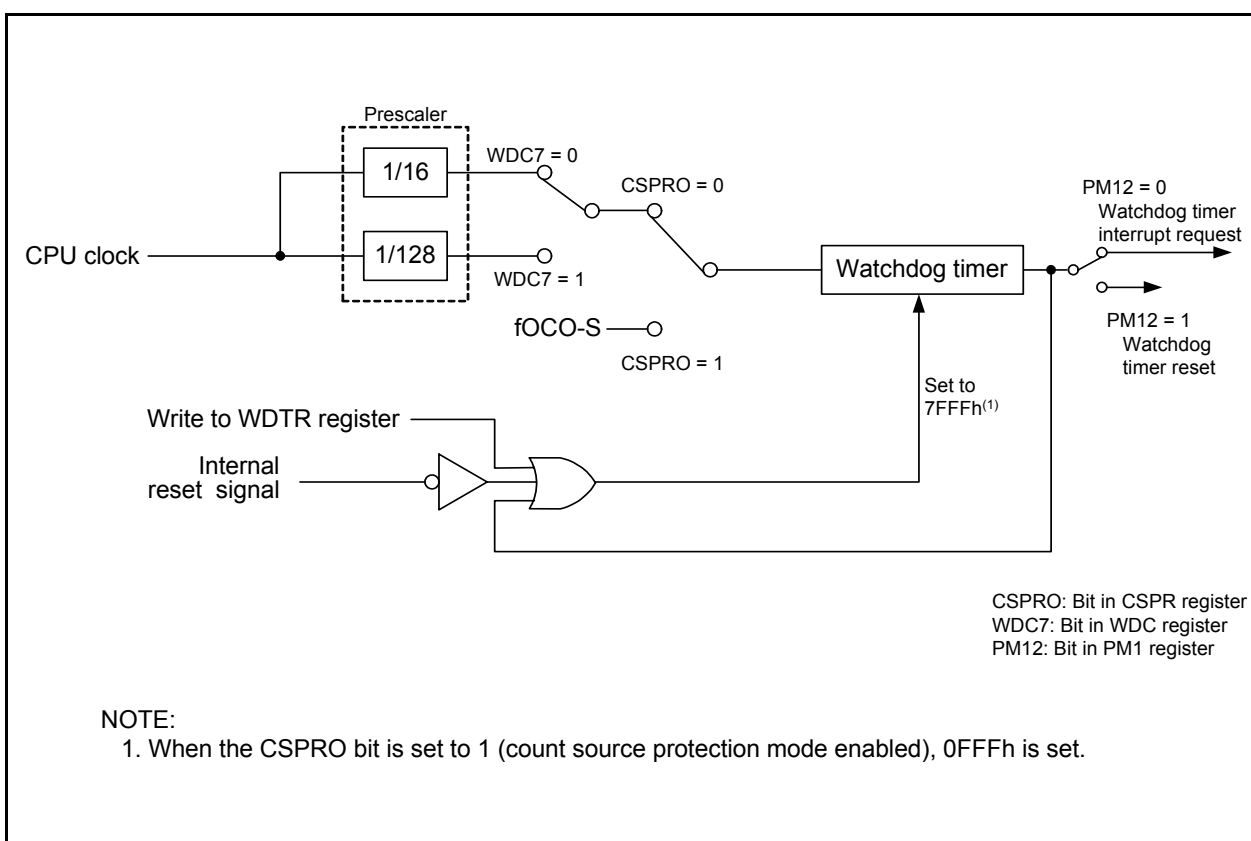 Prescaler
1/16
WDC7 = 0
CSPRO = 0
PM12 = 0
Watchdog timer
interrupt request
CPU clock
1/128
WDC7 = 1
Watchdog timer
fOCO-S
CSPRO = 1
PM12 = 1
Watchdog
timer reset
Set to
7FFFh(1)
Write to WDTR register
Internal
reset signal
CSPRO: Bit in CSPR register
WDC7: Bit in WDC register
PM12: Bit in PM1 register
NOTE:
1. When the CSPRO bit is set to 1 (count source protection mode enabled), 0FFFh is set.